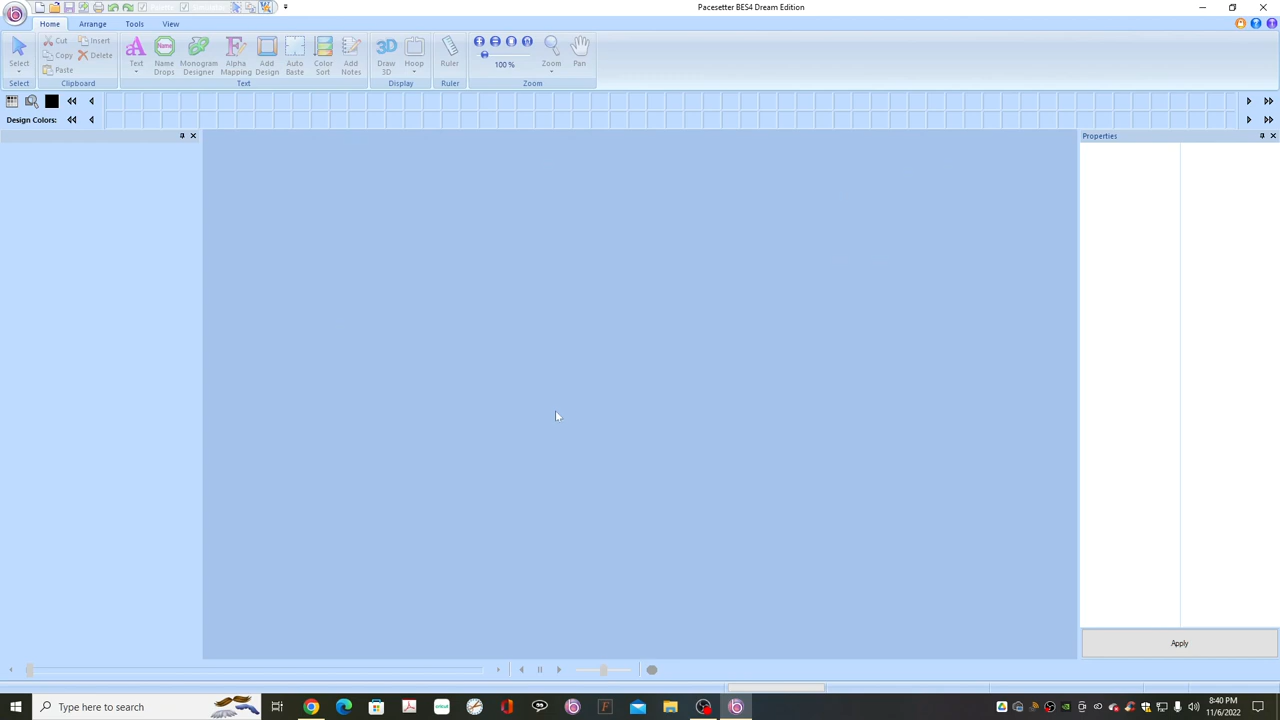 Pacesetter BES4 Dream Edition
Home Arrange Tools View
Select
Cut
Copy
Paste
Insert
Delete
Text
Name
Drops
Monogram
Designer
Alpha
Mapping
Add
Design
Auto
Baste
Color
Sort
Add
Notes
Draw
3D
Hoop
Ruler
100 %
Zoom
Pan
Select Clipboard Text Display Ruler Zoom
Design Colors:
Properties
Apply
Type here to search
8:40 PM
11/6/2022